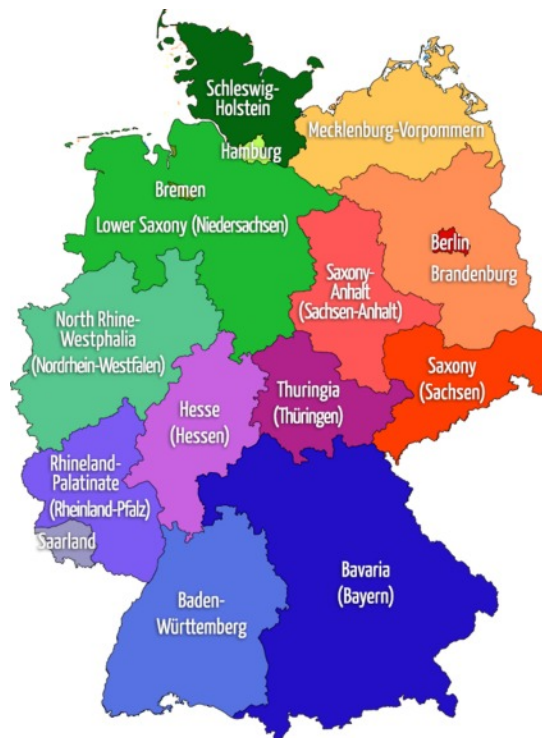 Schleswig-
Holstein
Mecklenburg-Vorpommern
Hamburg
Bremen
Lower Saxony (Niedersachsen)
Berlin
Brandenburg
Saxony-
Anhalt
(Sachsen-Anhalt)
North Rhine-
Westphalia
(Nordrhein-Westfalen)
Saxony
(Sachsen)
Thuringia
(Thüringen)
Hesse
(Hessen)
Rhineland-
Palatinate
(Rheinland-Pfalz)
Saarland
Bavaria
(Bayern)
Baden-
Württemberg